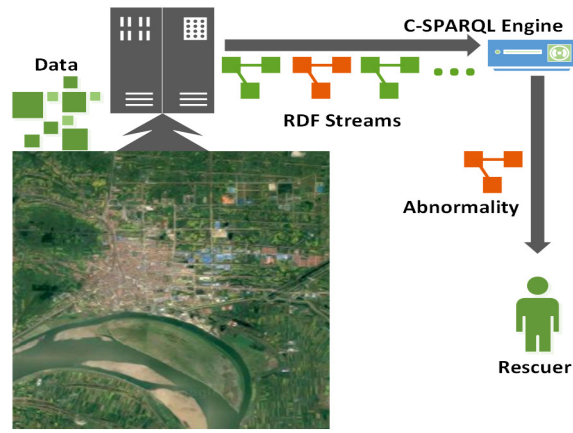 C-SPARQL Engine
Data
RDF Streams
Abnormality
Rescuer